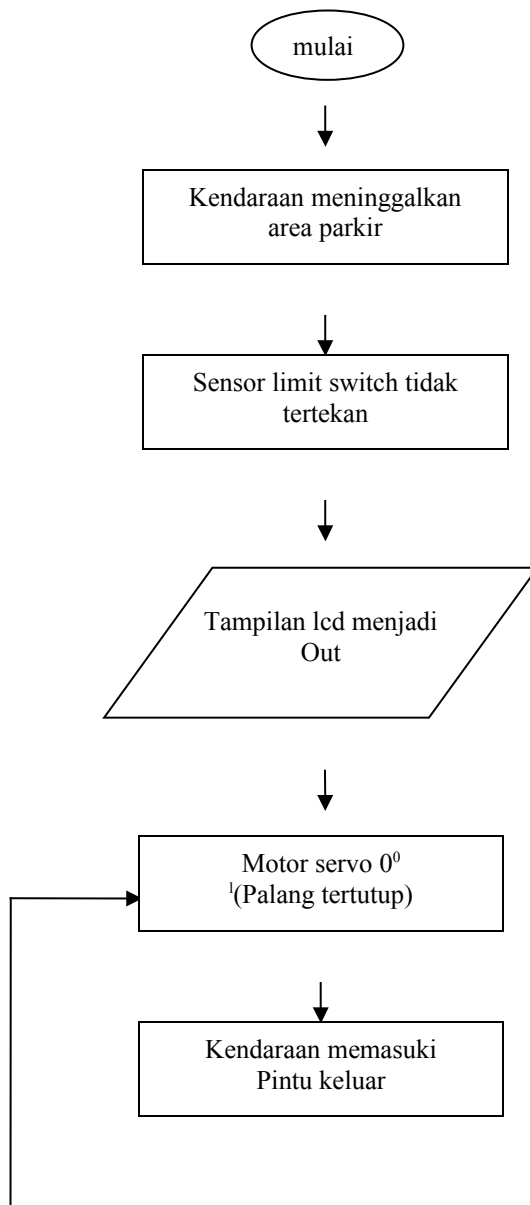 mulai
Kendaraan meninggalkan
area parkir
Sensor limit switch tidak
tertekan
Tampilan lcd menjadi
Out
Motor servo 0⁰
¹(Palang tertutup)
Kendaraan memasuki
Pintu keluar